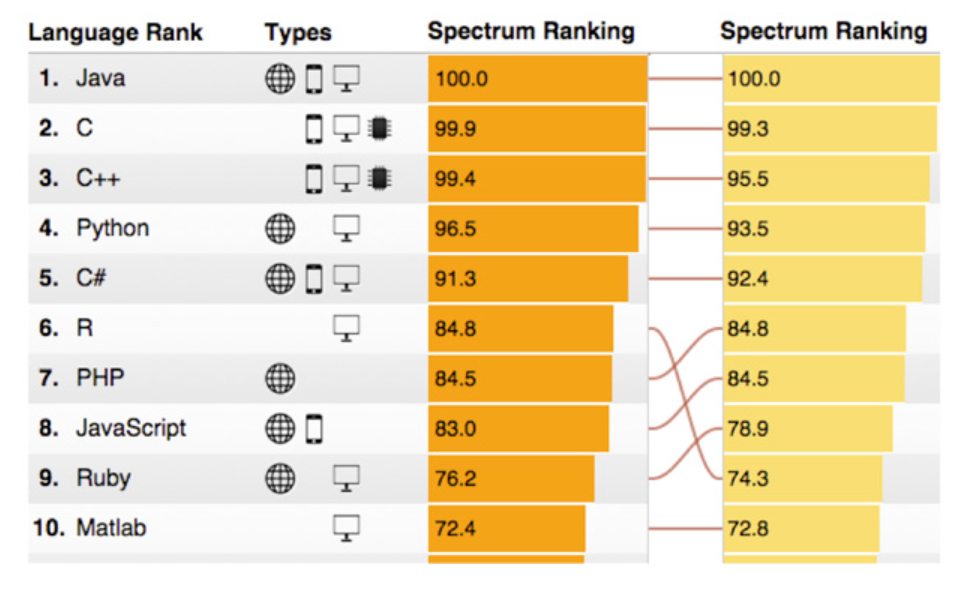 Language Rank Types Spectrum Ranking Spectrum Ranking
1. Java 100.0 100.0
2. C 99.9 99.3
3. C++ 99.4 95.5
4. Python 96.5 93.5
5. C# 91.3 92.4
6. R 84.8 84.8
7. PHP 84.5 84.5
8. JavaScript 83.0 78.9
9. Ruby 76.2 74.3
10. Matlab 72.4 72.8